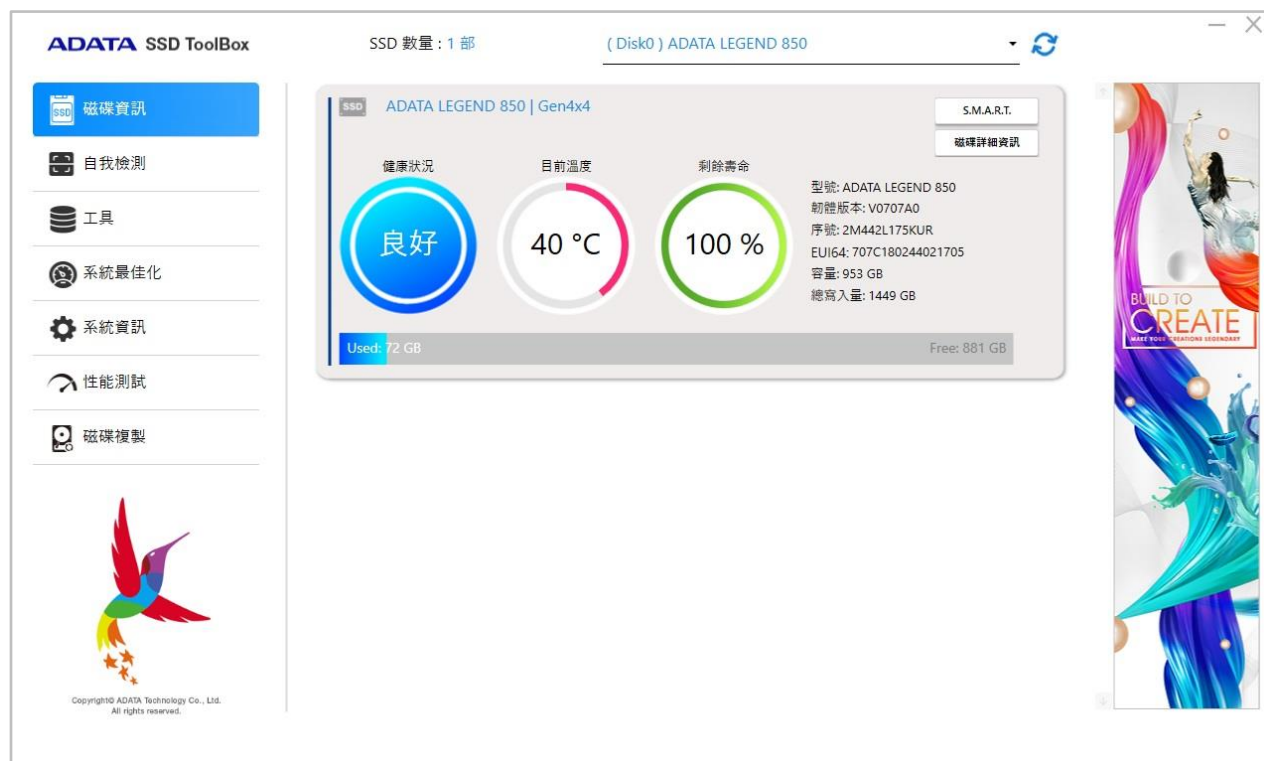 ADATA SSD ToolBox
SSD 數量 : 1 部
( Disk0 ) ADATA LEGEND 850
磁碟資訊
自我檢測
工具
系統最佳化
系統資訊
性能測試
磁碟複製
Copyright© ADATA Technology Co., Ltd.
All rights reserved.
SSD
ADATA LEGEND 850 | Gen4x4
S.M.A.R.T.
磁碟詳細資訊
健康狀況
良好
目前溫度
40 °C
剩餘壽命
100 %
型號: ADATA LEGEND 850
韌體版本: V0707A0
序號: 2M442L175KUR
EUI64: 707C180244021705
容量: 953 GB
總寫入量: 1449 GB
Used: 72 GB
Free: 881 GB
BUILD TO
CREATE
MAKE YOUR CREATIONS LEGENDARY